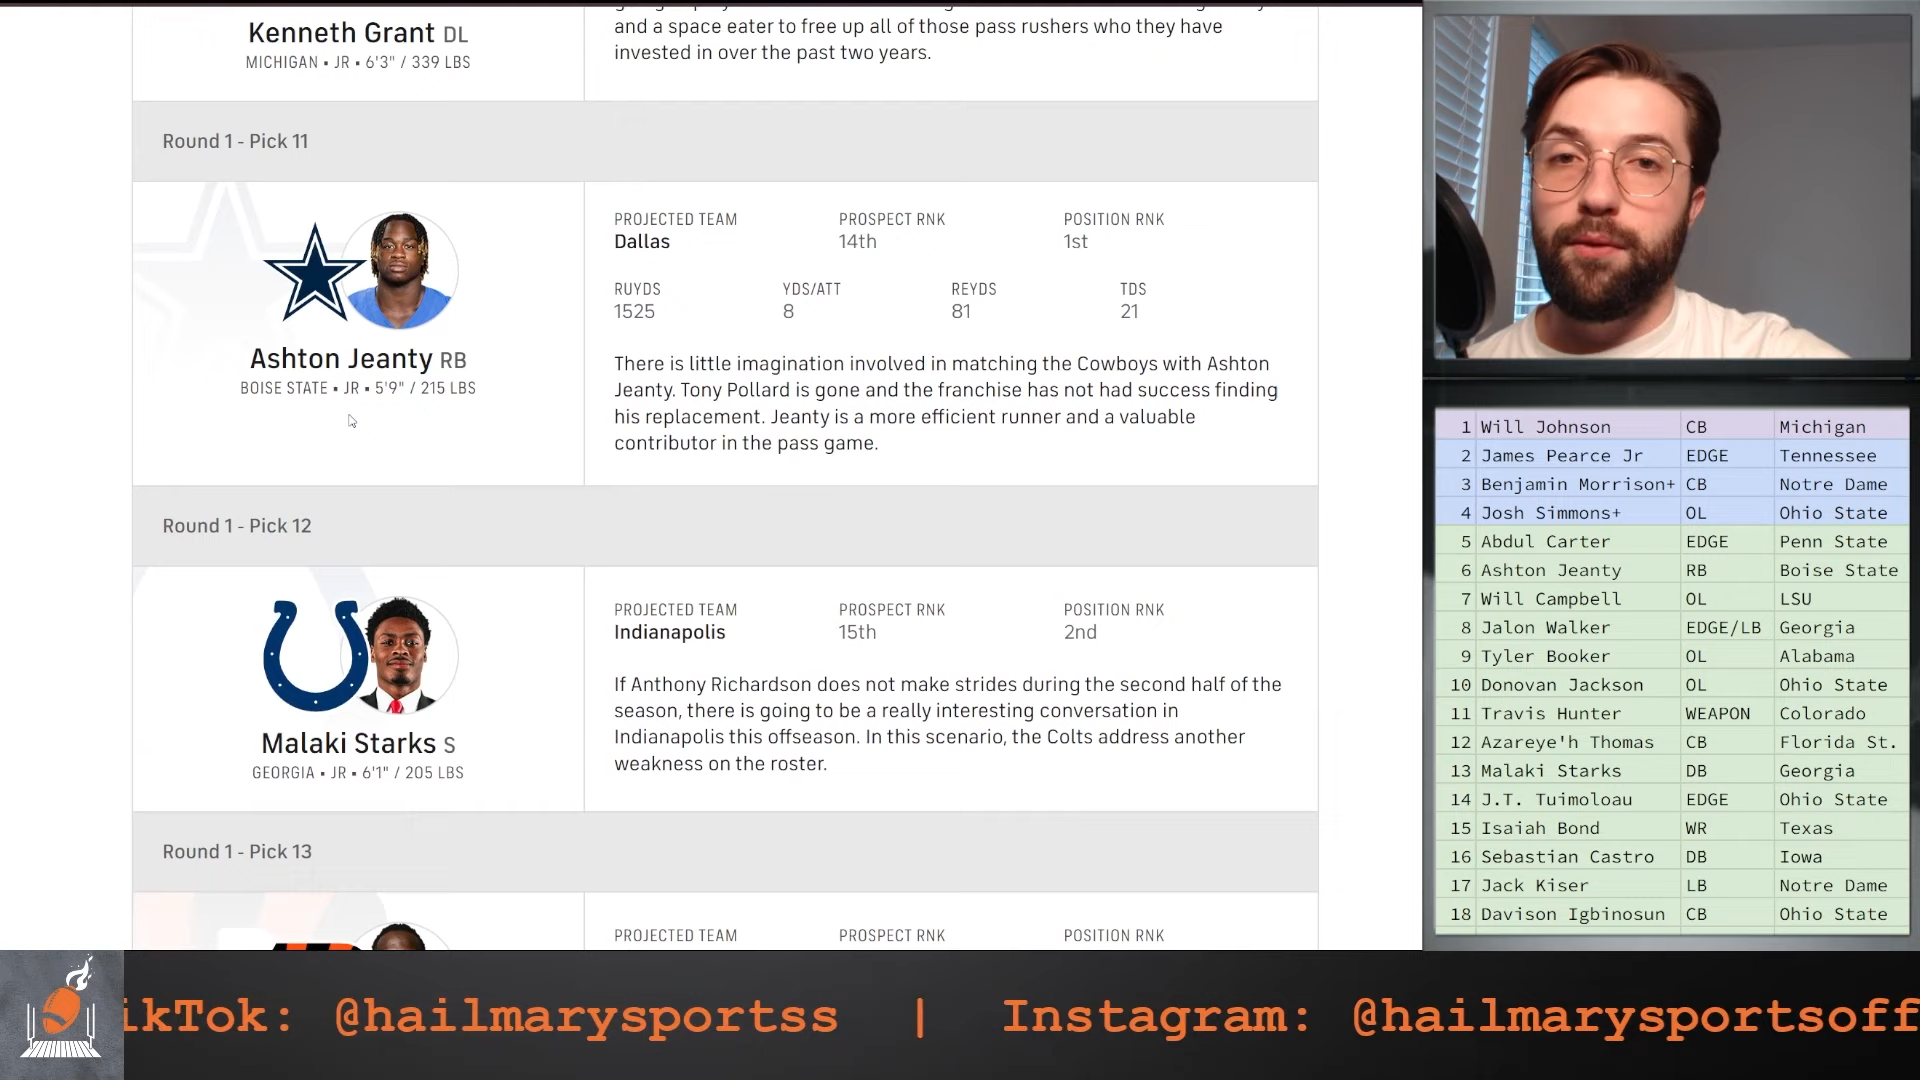 Kenneth Grant DL
MICHIGAN • JR • 6'3" / 339 LBS
and a space eater to free up all of those pass rushers who they have
invested in over the past two years.
Round 1 - Pick 11
PROJECTED TEAM PROSPECT RNK POSITION RNK
Dallas 14th 1st
RUYDS YDS/ATT REYDS TDS
1525 8 81 21
Ashton Jeanty RB
BOISE STATE • JR • 5'9" / 215 LBS
There is little imagination involved in matching the Cowboys with Ashton
Jeanty. Tony Pollard is gone and the franchise has not had success finding
his replacement. Jeanty is a more efficient runner and a valuable
contributor in the pass game.
Round 1 - Pick 12
PROJECTED TEAM PROSPECT RNK POSITION RNK
Indianapolis 15th 2nd
Malaki Starks S
GEORGIA • JR • 6'1" / 205 LBS
If Anthony Richardson does not make strides during the second half of the
season, there is going to be a really interesting conversation in
Indianapolis this offseason. In this scenario, the Colts address another
weakness on the roster.
Round 1 - Pick 13
PROJECTED TEAM PROSPECT RNK POSITION RNK
1 Will Johnson CB Michigan
2 James Pearce Jr EDGE Tennessee
3 Benjamin Morrison+ CB Notre Dame
4 Josh Simmons+ OL Ohio State
5 Abdul Carter EDGE Penn State
6 Ashton Jeanty RB Boise State
7 Will Campbell OL LSU
8 Jalon Walker EDGE/LB Georgia
9 Tyler Booker OL Alabama
10 Donovan Jackson OL Ohio State
11 Travis Hunter WEAPON Colorado
12 Azareye'h Thomas CB Florida St.
13 Malaki Starks DB Georgia
14 J.T. Tuimoloau EDGE Ohio State
15 Isaiah Bond WR Texas
16 Sebastian Castro DB Iowa
17 Jack Kiser LB Notre Dame
18 Davison Igbinosun CB Ohio State
ikTok: @hailmarysportss | Instagram: @hailmarysportsoff